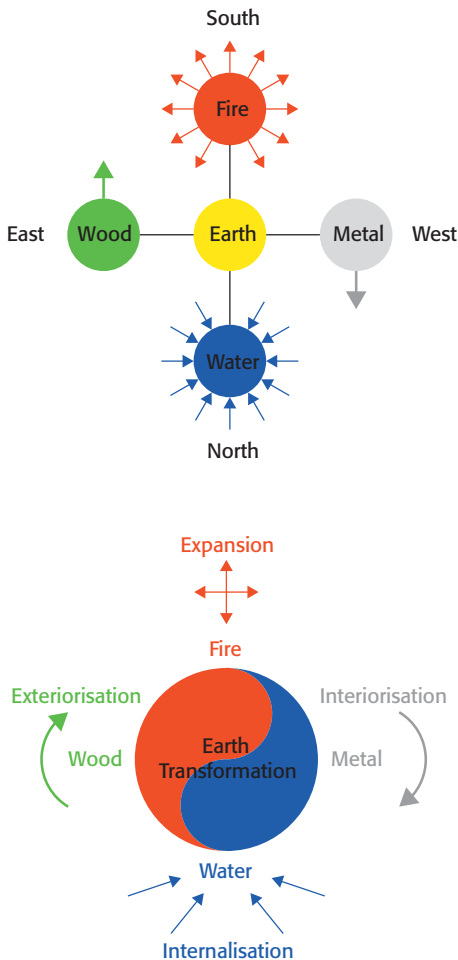 South
Fire
East
Wood
Earth
Metal
West
Water
North
Expansion
Fire
Exteriorisation
Interiorisation
Wood
Earth
Transformation
Metal
Water
Internalisation